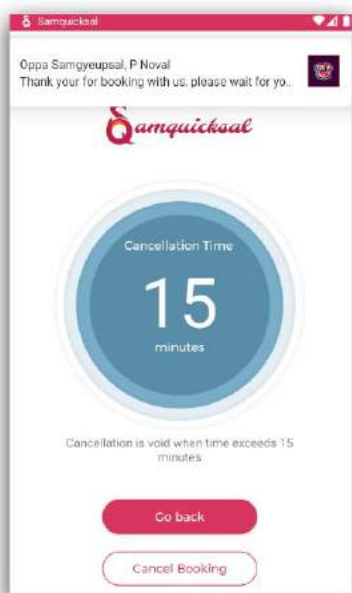 Samquicksal
Oppa Samgyeupsal, P Noval
Thank your for booking with us, please wait for yo..
Samquicksal
Cancellation Time
15
minutes
Cancellation is void when time exceeds 15
minutes
Go back
Cancel Booking